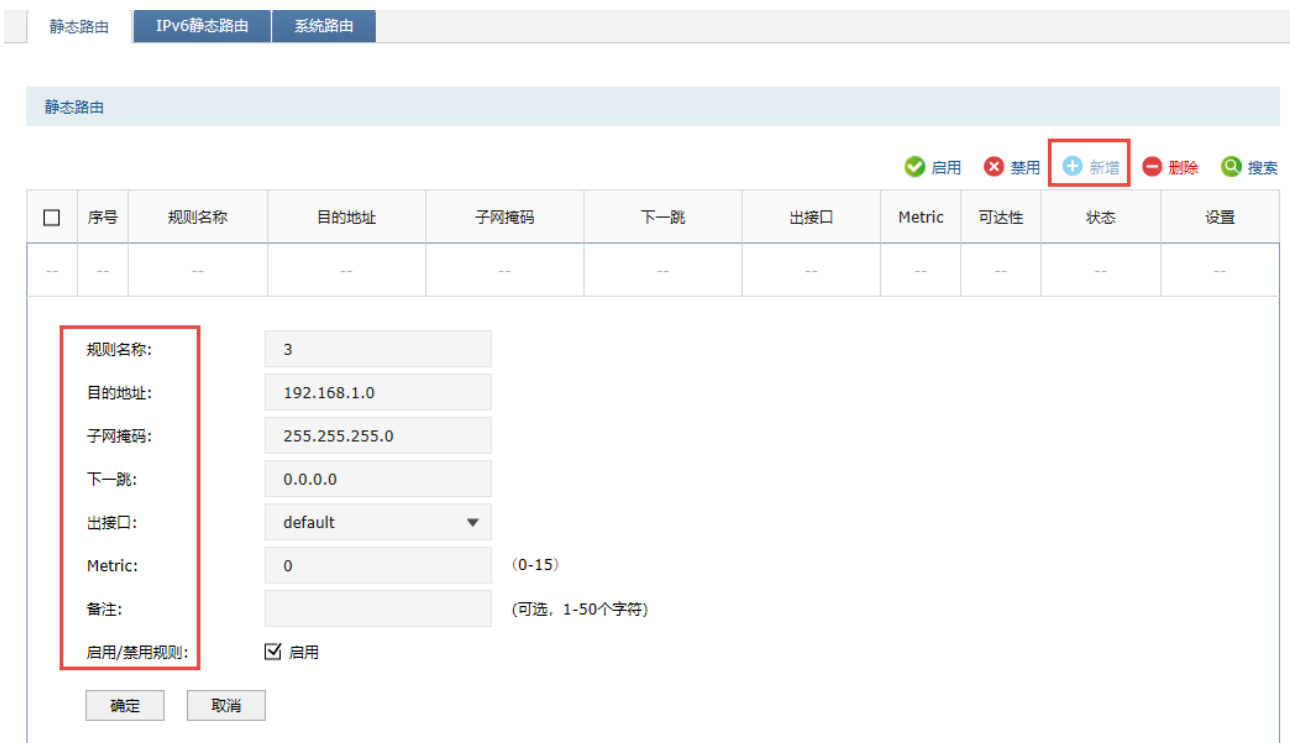 静态路由 IPv6静态路由 系统路由
静态路由
启用 禁用 新增 删除 搜索
序号 规则名称 目的地址 子网掩码 下一跳 出接口 Metric 可达性 状态 设置
-- -- -- -- -- -- -- -- -- -- --
规则名称: 3
目的地址: 192.168.1.0
子网掩码: 255.255.255.0
下一跳: 0.0.0.0
出接口: default
Metric: 0 (0-15)
备注: (可选, 1-50个字符)
启用/禁用规则: 启用
确定 取消